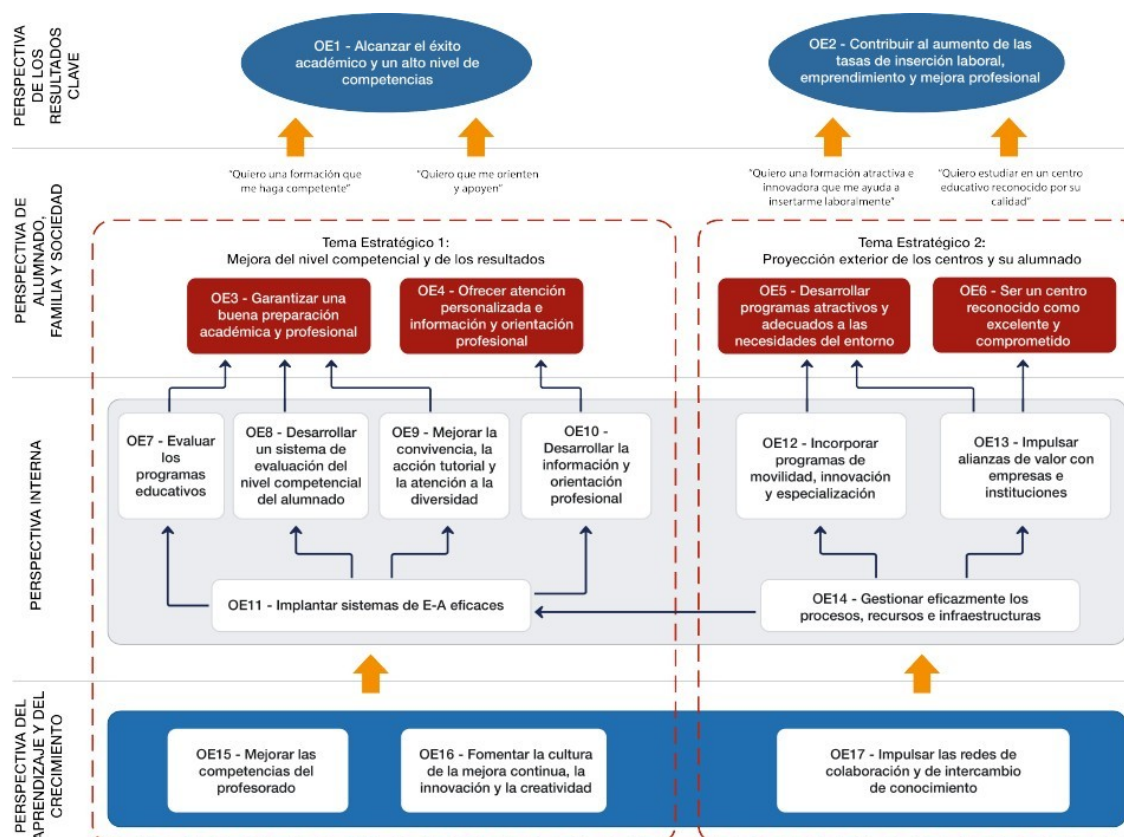 PERSPECTIVA
DE LOS
RESULTADOS
CLAVE
OE1 - Alcanzar el éxito
académico y un alto nivel de
competencias
OE2 - Contribuir al aumento de las
tasas de inserción laboral,
emprendimiento y mejora profesional
PERSPECTIVA DE
ALUMNADO,
FAMILIA Y SOCIEDAD
"Quiero una formación que
me haga competente"
"Quiero que me orienten
y apoyen"
"Quiero una formación atractiva e
innovadora que me ayuda a
insertarme laboralmente"
"Quiero estudiar en un centro
educativo reconocido por su
calidad"
Tema Estratégico 1:
Mejora del nivel competencial y de los resultados
Tema Estratégico 2:
Proyección exterior de los centros y su alumnado
OE3 - Garantizar una
buena preparación
académica y profesional
OE4 - Ofrecer atención
personalizada e
información y orientación
profesional
OE5 - Desarrollar
programas atractivos y
adecuados a las
necesidades del entorno
OE6 - Ser un centro
reconocido como
excelente y
comprometido
PERSPECTIVA INTERNA
OE7 - Evaluar
los
programas
educativos
OE8 - Desarrollar
un sistema de
evaluación del
nivel competencial
del alumnado
OE9 - Mejorar la
convivencia, la
acción tutorial y
la atención a la
diversidad
OE10 -
Desarrollar la
información y
orientación
profesional
OE12 - Incorporar
programas de
movilidad, innovación
y especialización
OE13 - Impulsar
alianzas de valor con
empresas e
instituciones
OE11 - Implantar sistemas de E-A eficaces
OE14 - Gestionar eficazmente los
procesos, recursos e infraestructuras
PERSPECTIVA DEL
APRENDIZAJE Y DEL
CRECIMIENTO
OE15 - Mejorar las
competencias del
profesorado
OE16 - Fomentar la cultura
de la mejora continua, la
innovación y la creatividad
OE17 - Impulsar las redes de
colaboración y de intercambio
de conocimiento